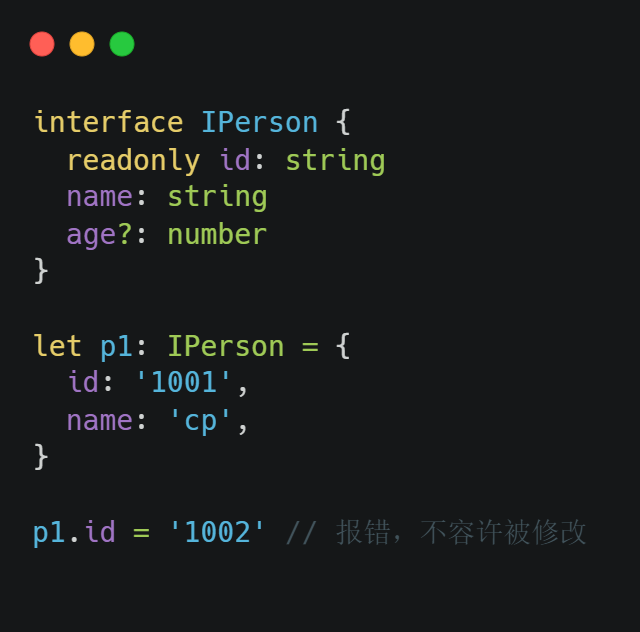 interface IPerson {
  readonly id: string
  name: string
  age?: number
}
let p1: IPerson = {
  id: '1001',
  name: 'cp',
}
p1.id = '1002' // 报错，不容许被修改